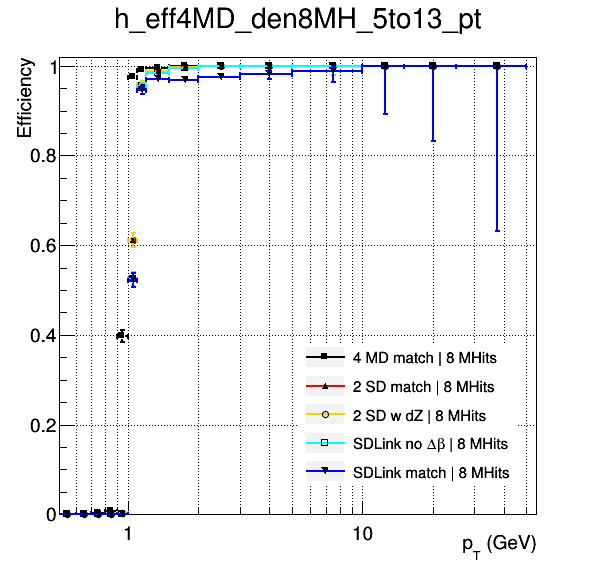 h_eff4MD_den8MH_5to13_pt
Efficiency
1
0.8
0.6
0.4
0.2
0
4 MD match | 8 MHits
2 SD match | 8 MHits
2 SD w dZ | 8 MHits
SDLink no Δβ | 8 MHits
SDLink match | 8 MHits
1 10
p_T (GeV)